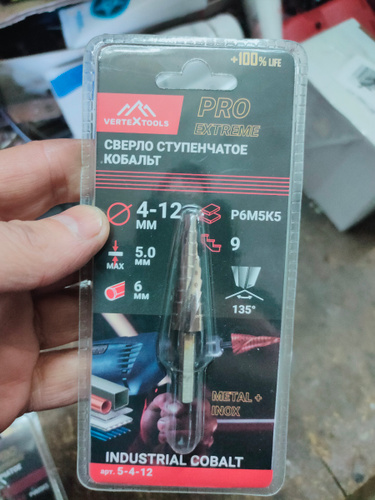 +100% LIFE
VERTEXTOOLS
PRO
EXTREME
СВЕРЛО СТУПЕНЧАТОЕ
КОБАЛЬТ
4-12
ММ
P6M5K5
MAX
5.0
ММ
9
6
ММ
135°
METAL +
INOX
INDUSTRIAL COBALT
арт. 5-4-12